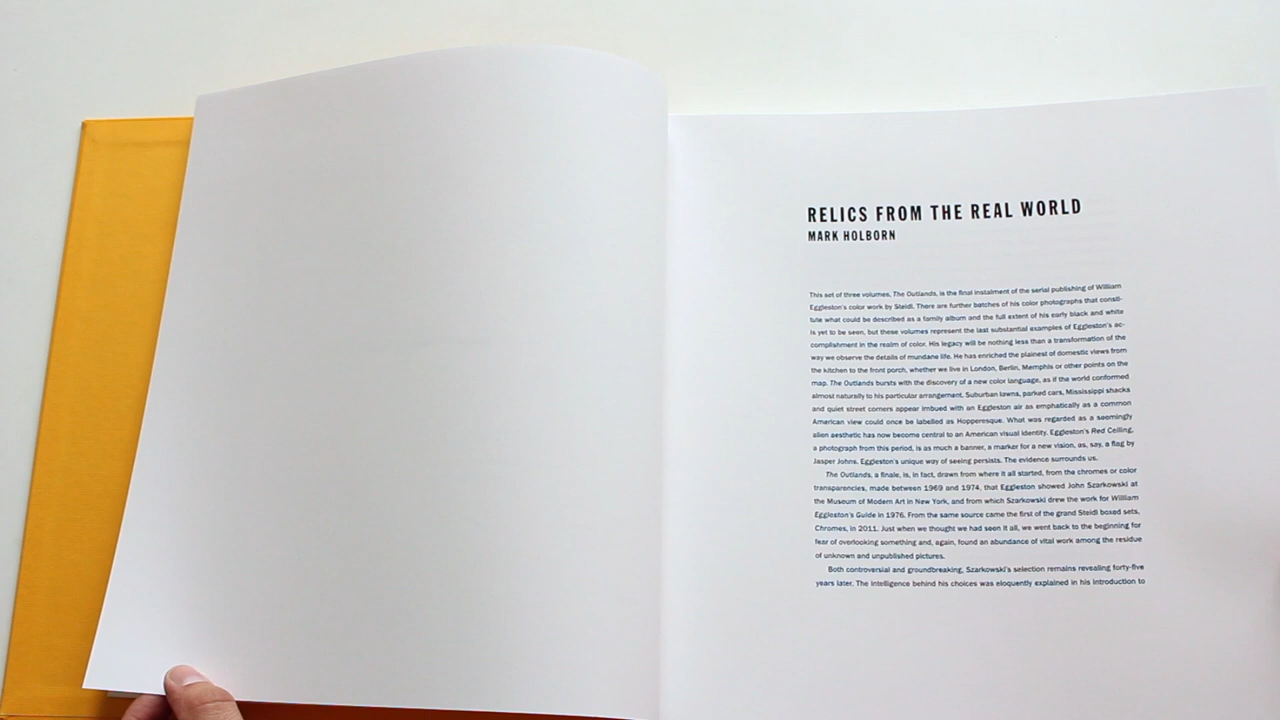 RELICS FROM THE REAL WORLD
MARK HOLBORN
This set of three volumes, The Outlands, is the final instalment of the serial publishing of William
Eggleston's color work by Steidl. There are further batches of his color photographs that consti-
tute what could be described as a family album and the full extent of his early black and white
is yet to be seen, but these volumes represent the last substantial examples of Eggleston's ac-
complishment in the realm of color. His legacy will be nothing less than a transformation of the
way we observe the details of mundane life. He has enriched the plainest of domestic views from
the kitchen to the front porch, whether we live in London, Berlin, Memphis or other points on the
map. The Outlands bursts with the discovery of a new color language, as if the world conformed
almost naturally to his particular arrangement. Suburban lawns, parked cars, Mississippi shacks
and quiet street corners appear imbued with an Eggleston air as emphatically as a common
American view could once be labelled as Hopperesque. What was regarded as a seemingly
alien aesthetic has now become central to an American visual identity. Eggleston's Red Ceiling,
a photograph from this period, is as much a banner, a marker for a new vision, as, say, a flag by
Jasper Johns. Eggleston's unique way of seeing persists. The evidence surrounds us.
The Outlands, a finale, is, in fact, drawn from where it all started, from the chromes or color
transparencies, made between 1969 and 1974, that Eggleston showed John Szarkowski at
the Museum of Modern Art in New York, and from which Szarkowski drew the work for William
Eggleston's Guide in 1976. From the same source came the first of the grand Steidl boxed sets,
Chromes, in 2011. Just when we thought we had seen it all, we went back to the beginning for
fear of overlooking something and, again, found an abundance of vital work among the residue
of unknown and unpublished pictures.
Both controversial and groundbreaking, Szarkowski's selection remains revealing forty-five
years later. The intelligence behind his choices was eloquently explained in his introduction to